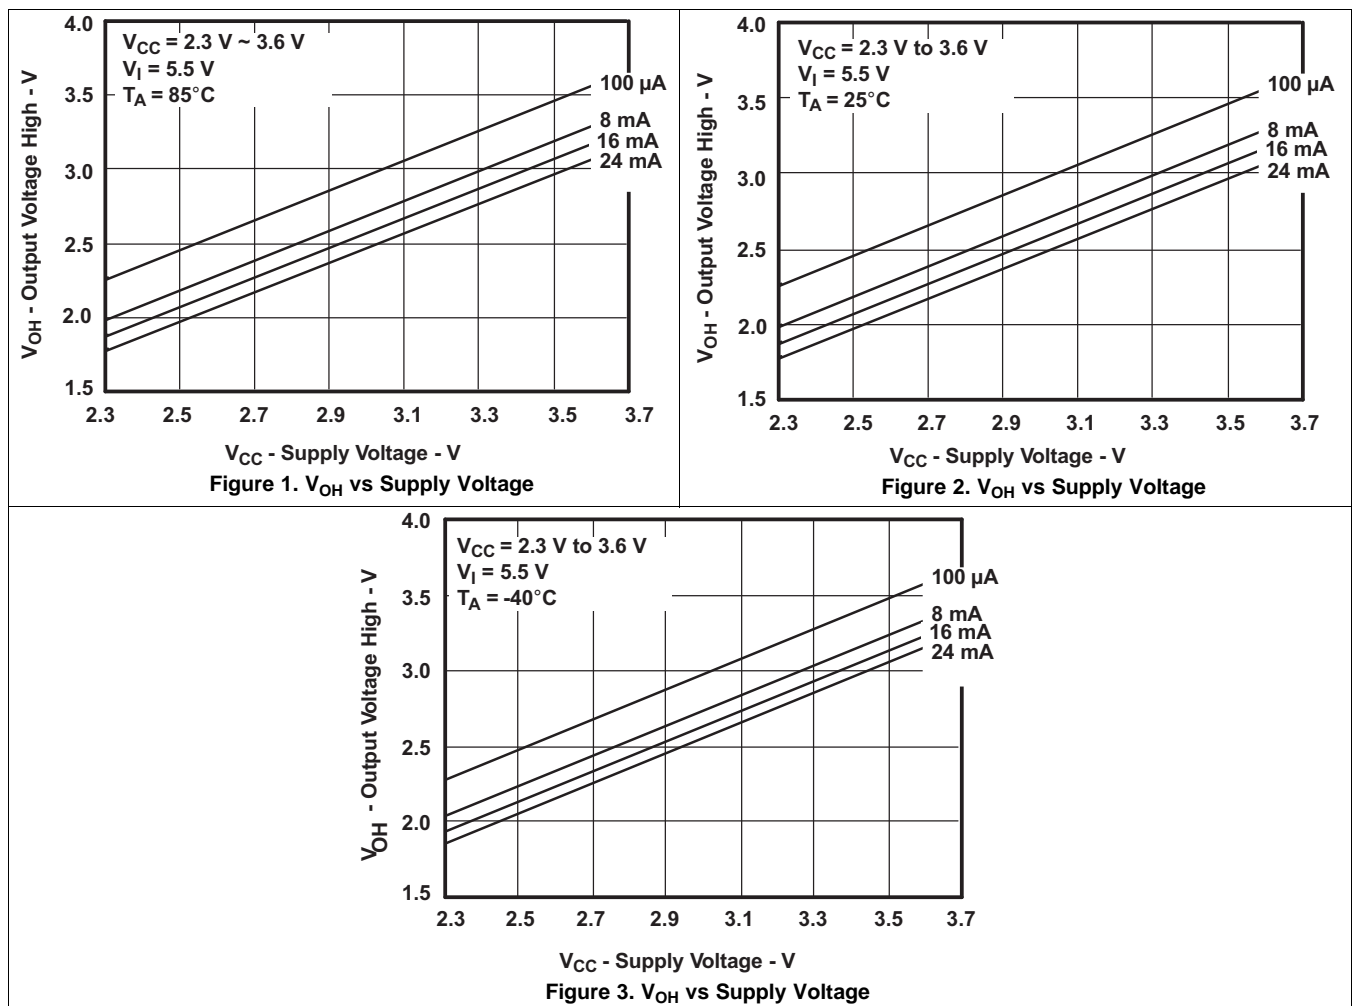 4.0
3.5
3.0
2.5
2.0
1.5
VOH - Output Voltage High - V
VCC = 2.3 V ~ 3.6 V
VI = 5.5 V
TA = 85°C
100 µA
8 mA
16 mA
24 mA
2.3 2.5 2.7 2.9 3.1 3.3 3.5 3.7
VCC - Supply Voltage - V
Figure 1. VOH vs Supply Voltage
4.0
3.5
3.0
2.5
2.0
1.5
VOH - Output Voltage High - V
VCC = 2.3 V to 3.6 V
VI = 5.5 V
TA = 25°C
100 µA
8 mA
16 mA
24 mA
2.3 2.5 2.7 2.9 3.1 3.3 3.5 3.7
VCC - Supply Voltage - V
Figure 2. VOH vs Supply Voltage
4.0
3.5
3.0
2.5
2.0
1.5
VOH - Output Voltage High - V
VCC = 2.3 V to 3.6 V
VI = 5.5 V
TA = -40°C
100 µA
8 mA
16 mA
24 mA
2.3 2.5 2.7 2.9 3.1 3.3 3.5 3.7
VCC - Supply Voltage - V
Figure 3. VOH vs Supply Voltage